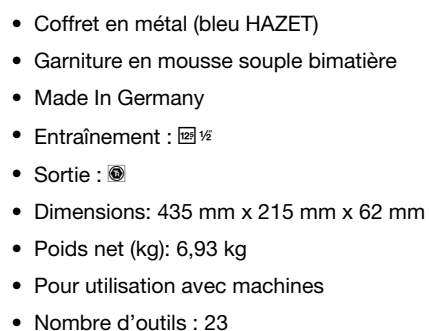 • Coffret en métal (bleu HAZET)
• Garniture en mousse souple bimatière
• Made In Germany
• Entraînement : 12,5 ½
• Sortie :
• Dimensions: 435 mm x 215 mm x 62 mm
• Poids net (kg): 6,93 kg
• Pour utilisation avec machines
• Nombre d’outils : 23